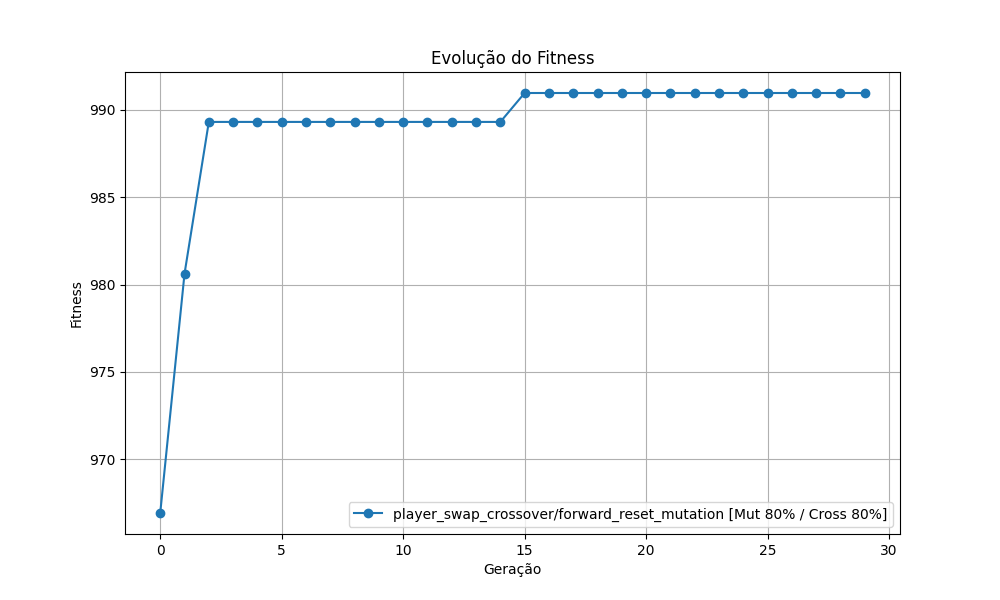 Evolução do Fitness
Fitness
990
985
980
975
970
0 5 10 15 20 25 30
Geração
player_swap_crossover/forward_reset_mutation [Mut 80% / Cross 80%]